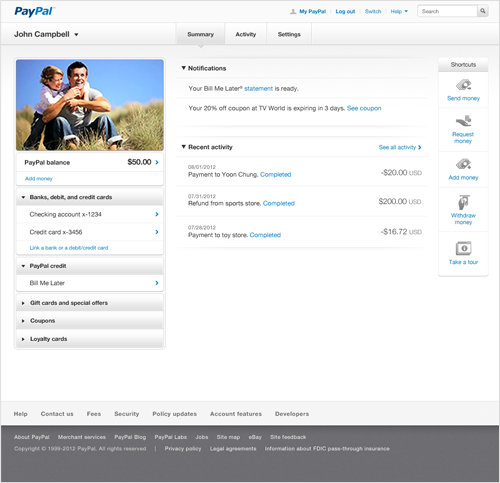 PayPal
My PayPal | Log out | Switch | Help
Search
John Campbell
Summary
Activity
Settings
PayPal balance $50.00
Add money
Banks, debit, and credit cards
Checking account x-1234
Credit card x-3456
Link a bank or a debit/credit card
PayPal credit
Bill Me Later
Gift cards and special offers
Coupons
Loyalty cards
Notifications
Your Bill Me Later® statement is ready.
Your 20% off coupon at TV World is expiring in 3 days. See coupon
Recent activity See all activity
08/01/2012
Payment to Yoon Chung. Completed -$20.00 USD
07/31/2012
Refund from sports store. Completed $200.00 USD
07/28/2012
Payment to toy store. Completed -$16.72 USD
Shortcuts
Send money
Request
money
Add money
Withdraw
money
Take a tour
Help Contact us Fees Security Policy updates Account features Developers
About PayPal Merchant services PayPal Blog PayPal Labs Jobs Site map eBay Site feedback
Copyright © 1999-2012 PayPal. All rights reserved | Privacy policy Legal agreements Information about FDIC pass-through insurance